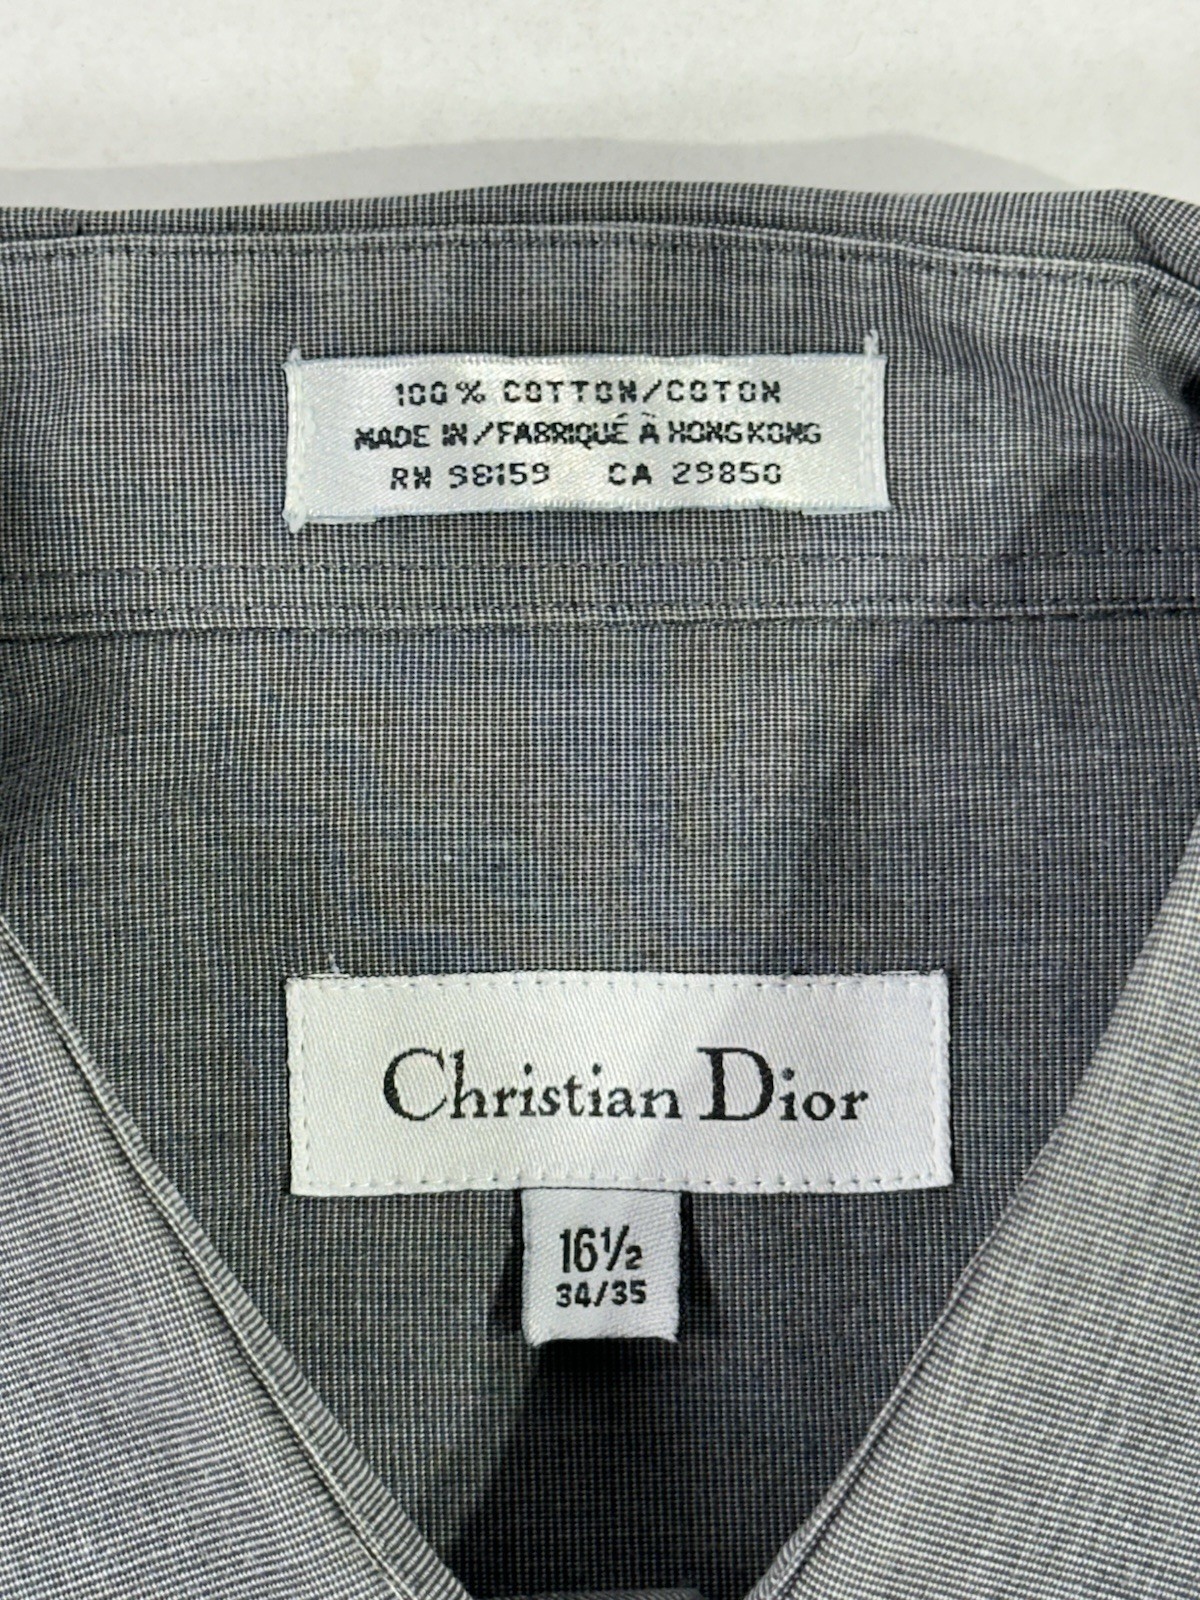 100% COTTON/COTON
MADE IN/FABRIQUÉ À HONG KONG
RN 98159 CA 29850
Christian Dior
16½
34/35